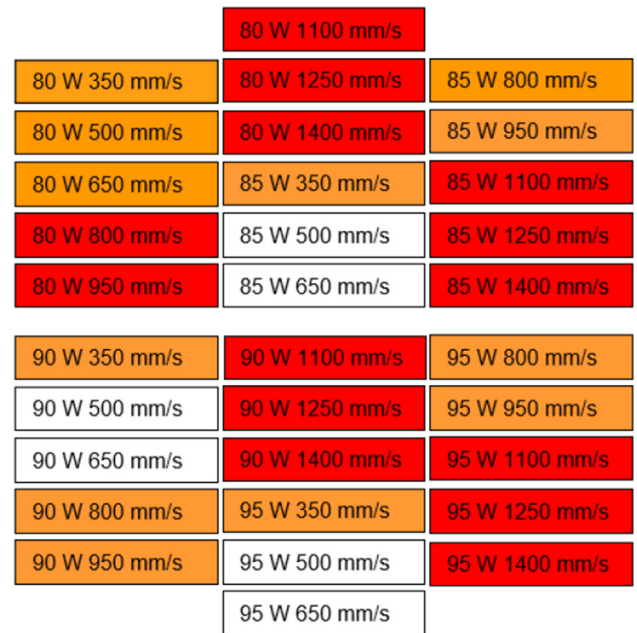 80 W 1100 mm/s
80 W 350 mm/s 80 W 1250 mm/s 85 W 800 mm/s
80 W 500 mm/s 80 W 1400 mm/s 85 W 950 mm/s
80 W 650 mm/s 85 W 350 mm/s 85 W 1100 mm/s
80 W 800 mm/s 85 W 500 mm/s 85 W 1250 mm/s
80 W 950 mm/s 85 W 650 mm/s 85 W 1400 mm/s
90 W 350 mm/s 90 W 1100 mm/s 95 W 800 mm/s
90 W 500 mm/s 90 W 1250 mm/s 95 W 950 mm/s
90 W 650 mm/s 90 W 1400 mm/s 95 W 1100 mm/s
90 W 800 mm/s 95 W 350 mm/s 95 W 1250 mm/s
90 W 950 mm/s 95 W 500 mm/s 95 W 1400 mm/s
95 W 650 mm/s